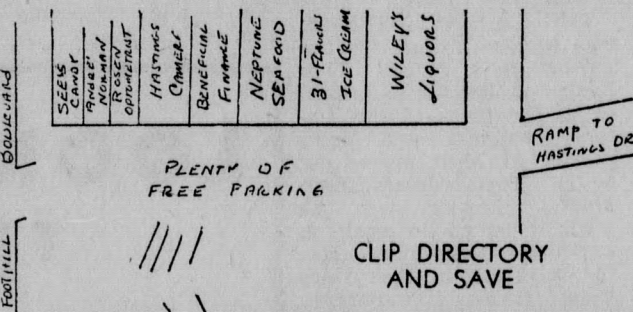 BOULEVARD
SEE'S
CANDY
ANDRE'
NORMAN
ROSEN
OPTOMETRIST
HASTINGS
CAMERA
BENEFICIAL
FINANCE
NEPTUNE
SEAFOOD
31-FLAVORS
ICE CREAM
WILEY'S
LIQUORS
RAMP TO
HASTINGS DR
PLENTY OF
FREE PARKING
FOOTHILL
CLIP DIRECTORY
AND SAVE